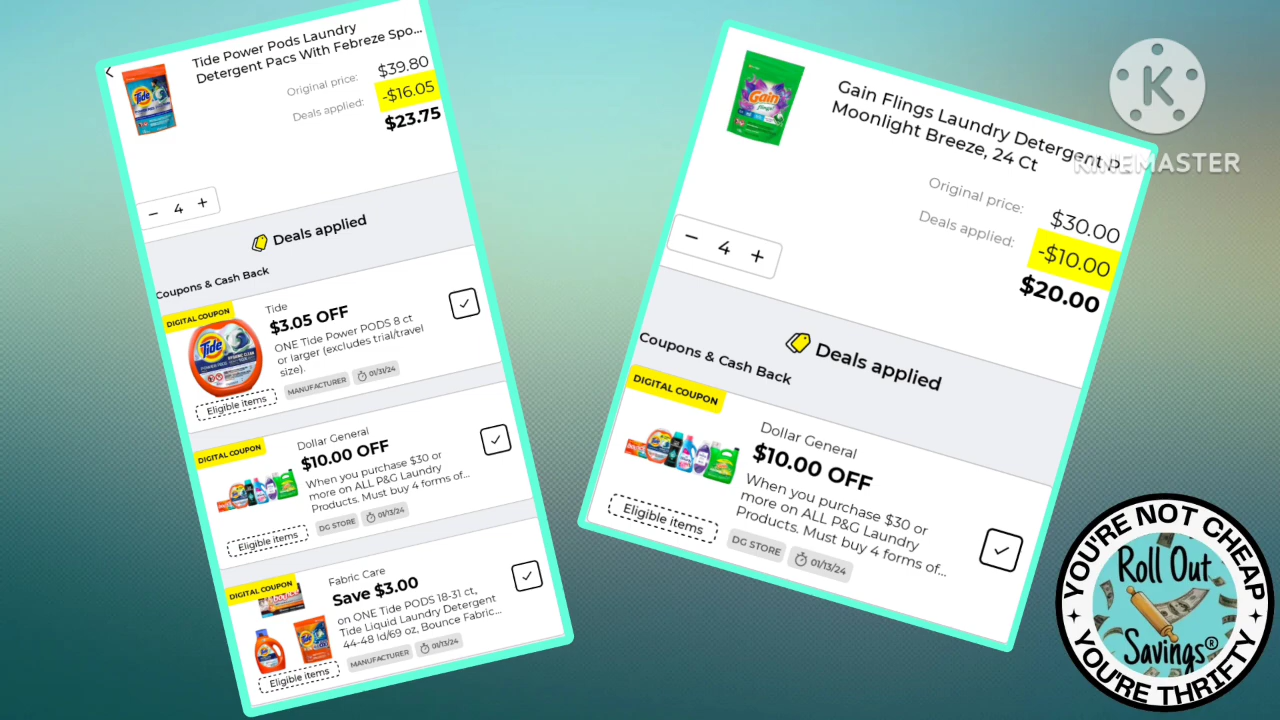 Tide Power Pods Laundry
Detergent Pacs With Febreze Spo...
Original price: $39.80
Deals applied: -$16.05
$23.75
− 4 +
Deals applied
Coupons & Cash Back
DIGITAL COUPON
Tide
$3.05 OFF
ONE Tide Power PODS 8 ct
or larger (excludes trial/travel
size).
MANUFACTURER 01/31/24
Eligible items
DIGITAL COUPON
Dollar General
$10.00 OFF
When you purchase $30 or
more on ALL P&G Laundry
Products. Must buy 4 forms of...
DG STORE 01/13/24
Eligible items
DIGITAL COUPON
Fabric Care
Save $3.00
on ONE Tide PODS 18-31 ct,
Tide Liquid Laundry Detergent
44-48 ld/69 oz, Bounce Fabric...
MANUFACTURER 01/13/24
Eligible items
Gain Flings Laundry Detergent P
Moonlight Breeze, 24 Ct
Original price: $30.00
Deals applied: -$10.00
$20.00
− 4 +
Deals applied
Coupons & Cash Back
DIGITAL COUPON
Dollar General
$10.00 OFF
When you purchase $30 or
more on ALL P&G Laundry
Products. Must buy 4 forms of...
DG STORE 01/13/24
Eligible items
K
KINEMASTER
YOU'RE NOT CHEAP
Roll Out
Savings®
YOU'RE THRIFTY
Tide
Gain
flings!
Tide